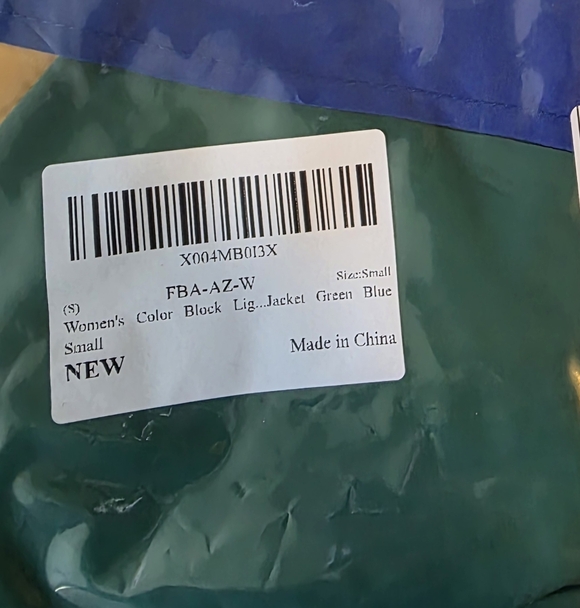 X004MB0I3X
FBA-AZ-W
Size:Small
(S)
Women's Color Block Lig...Jacket Green Blue
Small
Made in China
NEW